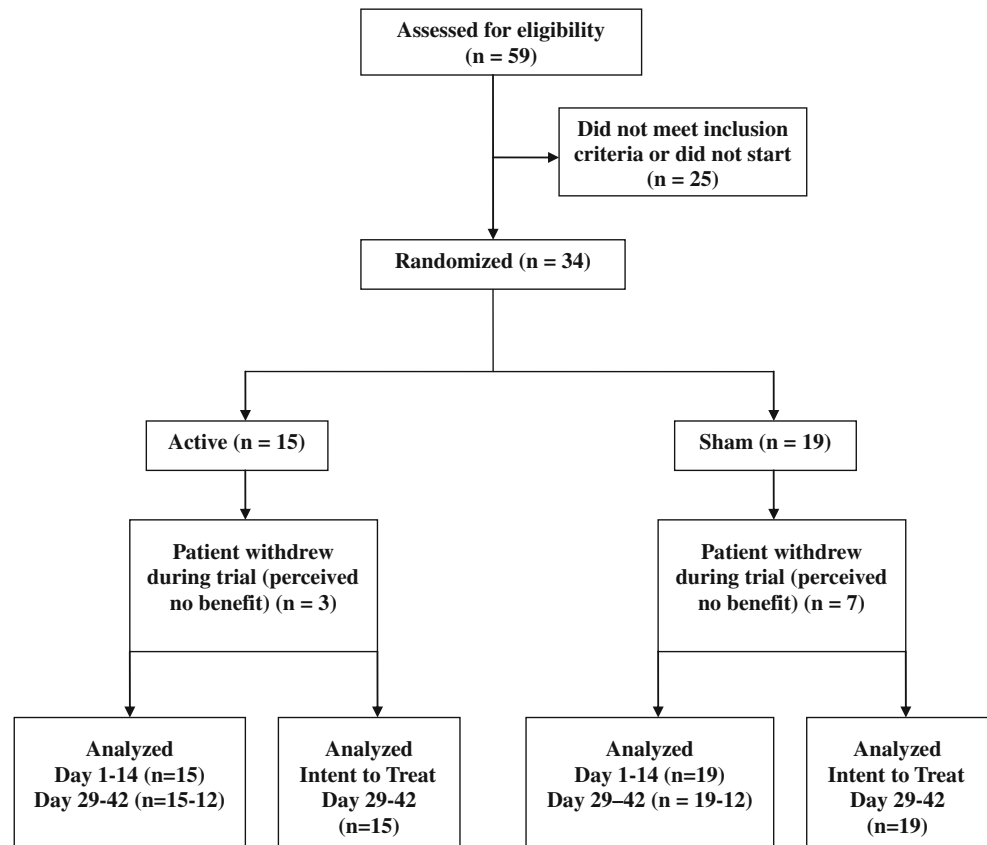 Assessed for eligibility
(n = 59)
Did not meet inclusion
criteria or did not start
(n = 25)
Randomized (n = 34)
Active (n = 15)
Sham (n = 19)
Patient withdrew
during trial (perceived
no benefit) (n = 3)
Patient withdrew
during trial (perceived
no benefit) (n = 7)
Analyzed
Day 1-14 (n=15)
Day 29-42 (n=15-12)
Analyzed
Intent to Treat
Day 29-42
(n=15)
Analyzed
Day 1-14 (n=19)
Day 29–42 (n = 19-12)
Analyzed
Intent to Treat
Day 29-42
(n=19)